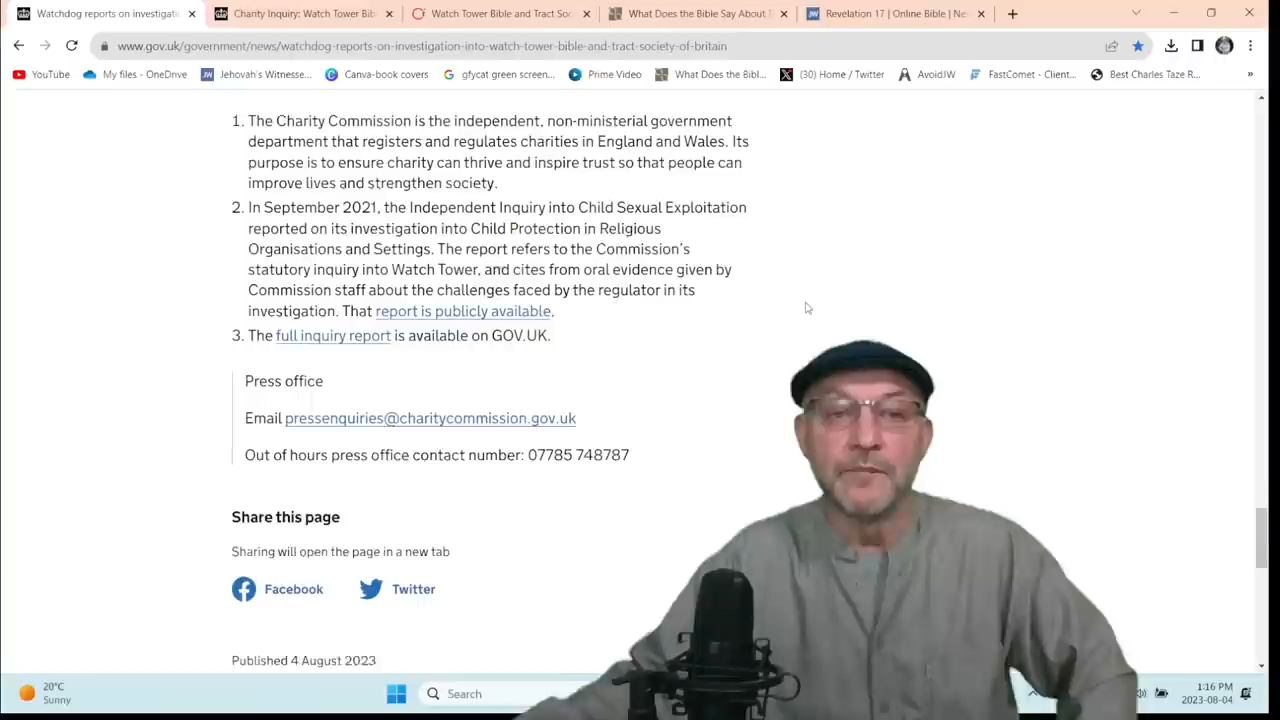 Watchdog reports on investigati
Charity Inquiry: Watch Tower Bib
Watch Tower Bible and Tract Soc
What Does the Bible Say About
Revelation 17 | Online Bible | Ne
www.gov.uk/government/news/watchdog-reports-on-investigation-into-watch-tower-bible-and-tract-society-of-britain
YouTube
My files - OneDrive
Jehovah's Witnesse...
Canva-book covers
gfycat green screen...
Prime Video
What Does the Bibl...
(30) Home / Twitter
AvoidJW
FastComet - Client...
Best Charles Taze R...
1. The Charity Commission is the independent, non-ministerial government
department that registers and regulates charities in England and Wales. Its
purpose is to ensure charity can thrive and inspire trust so that people can
improve lives and strengthen society.
2. In September 2021, the Independent Inquiry into Child Sexual Exploitation
reported on its investigation into Child Protection in Religious
Organisations and Settings. The report refers to the Commission's
statutory inquiry into Watch Tower, and cites from oral evidence given by
Commission staff about the challenges faced by the regulator in its
investigation. That report is publicly available.
3. The full inquiry report is available on GOV.UK.
Press office
Email pressenquiries@charitycommission.gov.uk
Out of hours press office contact number: 07785 748787
Share this page
Sharing will open the page in a new tab
Facebook
Twitter
Published 4 August 2023
20°C
Sunny
Search
1:16 PM
2023-08-04